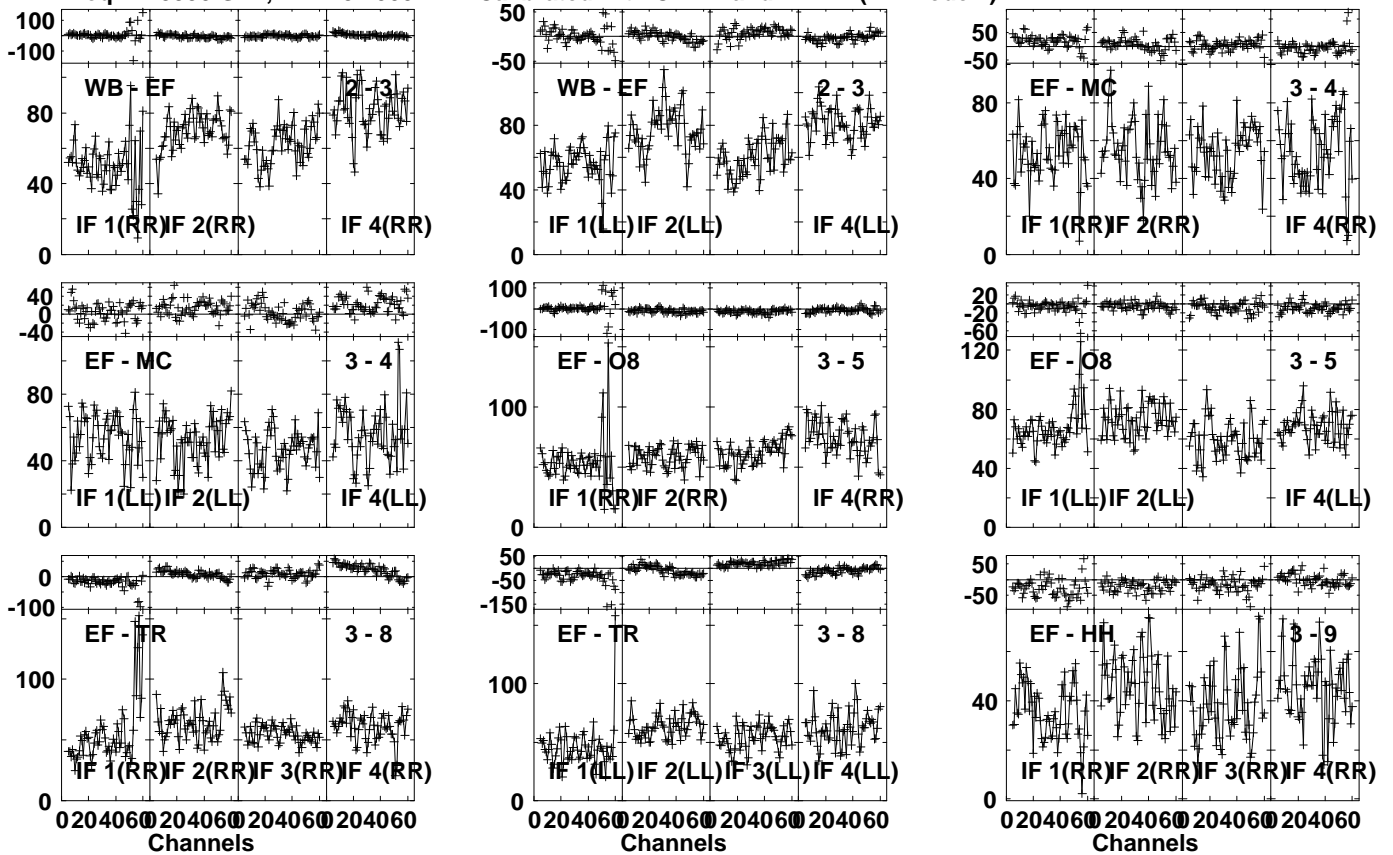 100
-100
80
40
0
WB - EF
2 - 3
IF 1(RR)
IF 2(RR)
IF 4(RR)
50
-50
80
40
0
WB - EF
2 - 3
IF 1(LL)
IF 2(LL)
IF 4(LL)
50
-50
80
40
0
EF - MC
3 - 4
IF 1(RR)
IF 2(RR)
IF 4(RR)
40
0
-40
80
40
0
EF - MC
3 - 4
IF 1(LL)
IF 2(LL)
IF 4(LL)
100
-100
100
0
EF - O8
3 - 5
IF 1(RR)
IF 2(RR)
IF 4(RR)
20
-20
-60
120
80
40
0
EF - O8
3 - 5
IF 1(LL)
IF 2(LL)
IF 4(LL)
0
-100
100
0
EF - TR
3 - 8
IF 1(RR)
IF 2(RR)
IF 3(RR)
IF 4(RR)
0 20 40 60 0 20 40 60 0 20 40 60 0 20 40 60
Channels
50
-50
-150
100
0
EF - TR
3 - 8
IF 1(LL)
IF 2(LL)
IF 3(LL)
IF 4(LL)
0 20 40 60 0 20 40 60 0 20 40 60 0 20 40 60
Channels
50
-50
40
0
EF - HH
3 - 9
IF 1(RR)
IF 2(RR)
IF 3(RR)
IF 4(RR)
0 20 40 60 0 20 40 60 0 20 40 60 0 20 40 60
Channels